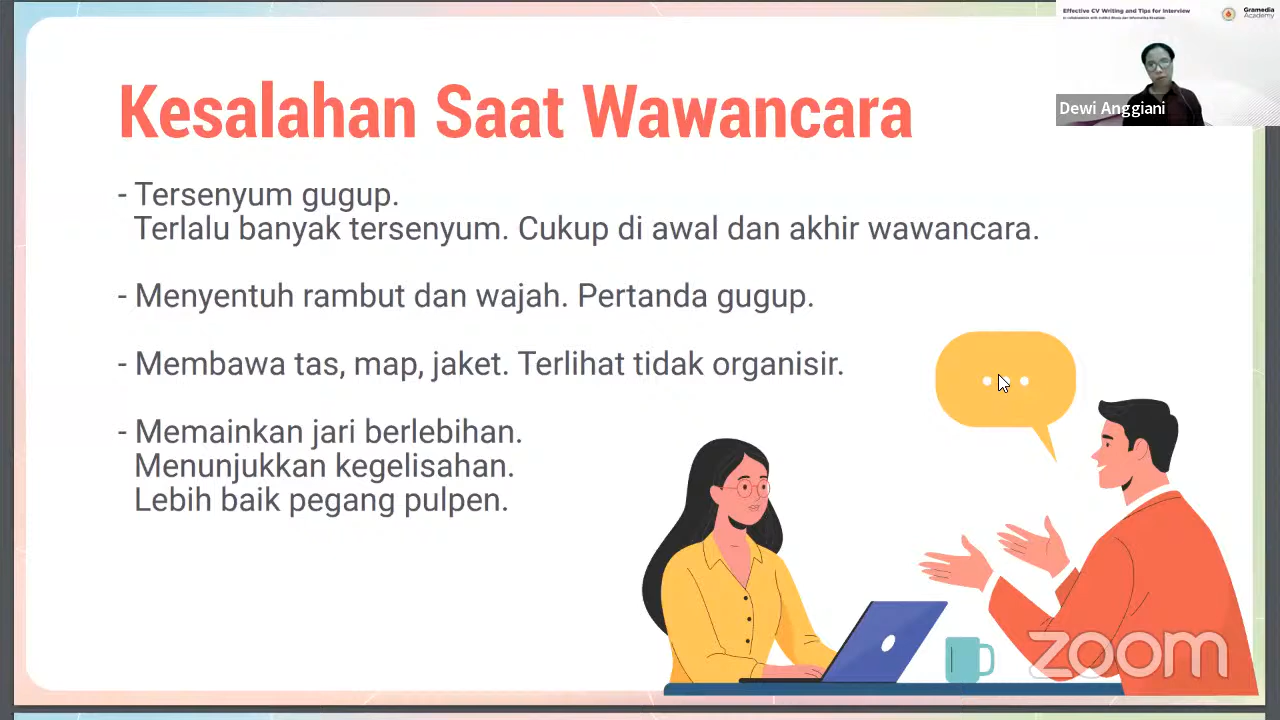 Effective CV Writing and Tips for Interview
Gramedia
Academy
Dewi Anggiani
Kesalahan Saat Wawancara
- Tersenyum gugup.
Terlalu banyak tersenyum. Cukup di awal dan akhir wawancara.
- Menyentuh rambut dan wajah. Pertanda gugup.
- Membawa tas, map, jaket. Terlihat tidak organisir.
- Memainkan jari berlebihan.
Menunjukkan kegelisahan.
Lebih baik pegang pulpen.
zoom